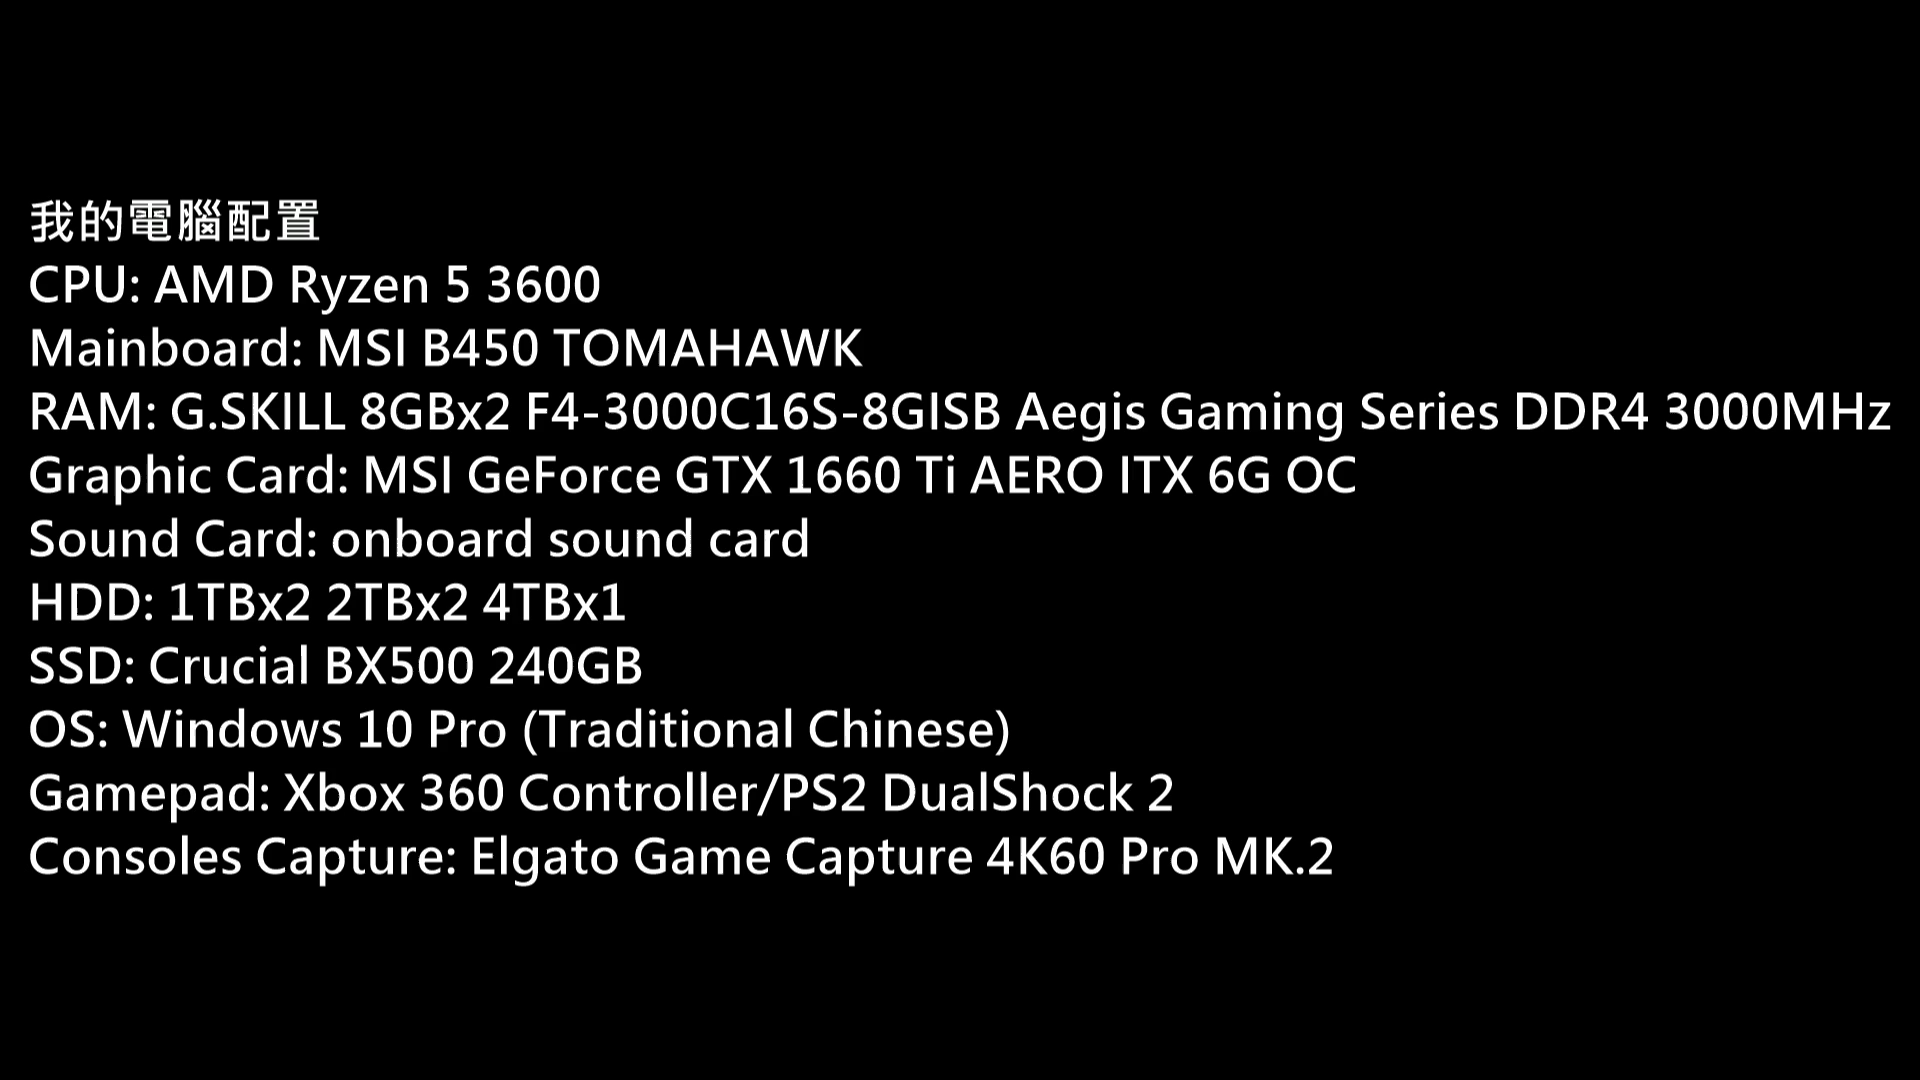 我的電腦配置
CPU: AMD Ryzen 5 3600
Mainboard: MSI B450 TOMAHAWK
RAM: G.SKILL 8GBx2 F4-3000C16S-8GISB Aegis Gaming Series DDR4 3000MHz
Graphic Card: MSI GeForce GTX 1660 Ti AERO ITX 6G OC
Sound Card: onboard sound card
HDD: 1TBx2 2TBx2 4TBx1
SSD: Crucial BX500 240GB
OS: Windows 10 Pro (Traditional Chinese)
Gamepad: Xbox 360 Controller/PS2 DualShock 2
Consoles Capture: Elgato Game Capture 4K60 Pro MK.2